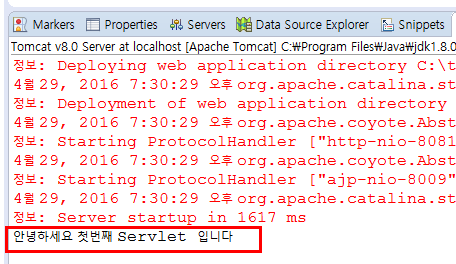 Markers Properties Servers Data Source Explorer Snippets
Tomcat v8.0 Server at localhost [Apache Tomcat] C:₩Program Files₩Java₩jdk1.8.0
정보: Deploying web application directory C:\t
4월 29, 2016 7:30:29 오후 org.apache.catalina.st
정보: Deployment of web application directory
4월 29, 2016 7:30:29 오후 org.apache.coyote.Abst
정보: Starting ProtocolHandler ["http-nio-8081
4월 29, 2016 7:30:29 오후 org.apache.coyote.Abst
정보: Starting ProtocolHandler ["ajp-nio-8009"
4월 29, 2016 7:30:29 오후 org.apache.catalina.st
정보: Server startup in 1617 ms
안녕하세요 첫번째 Servlet 입니다